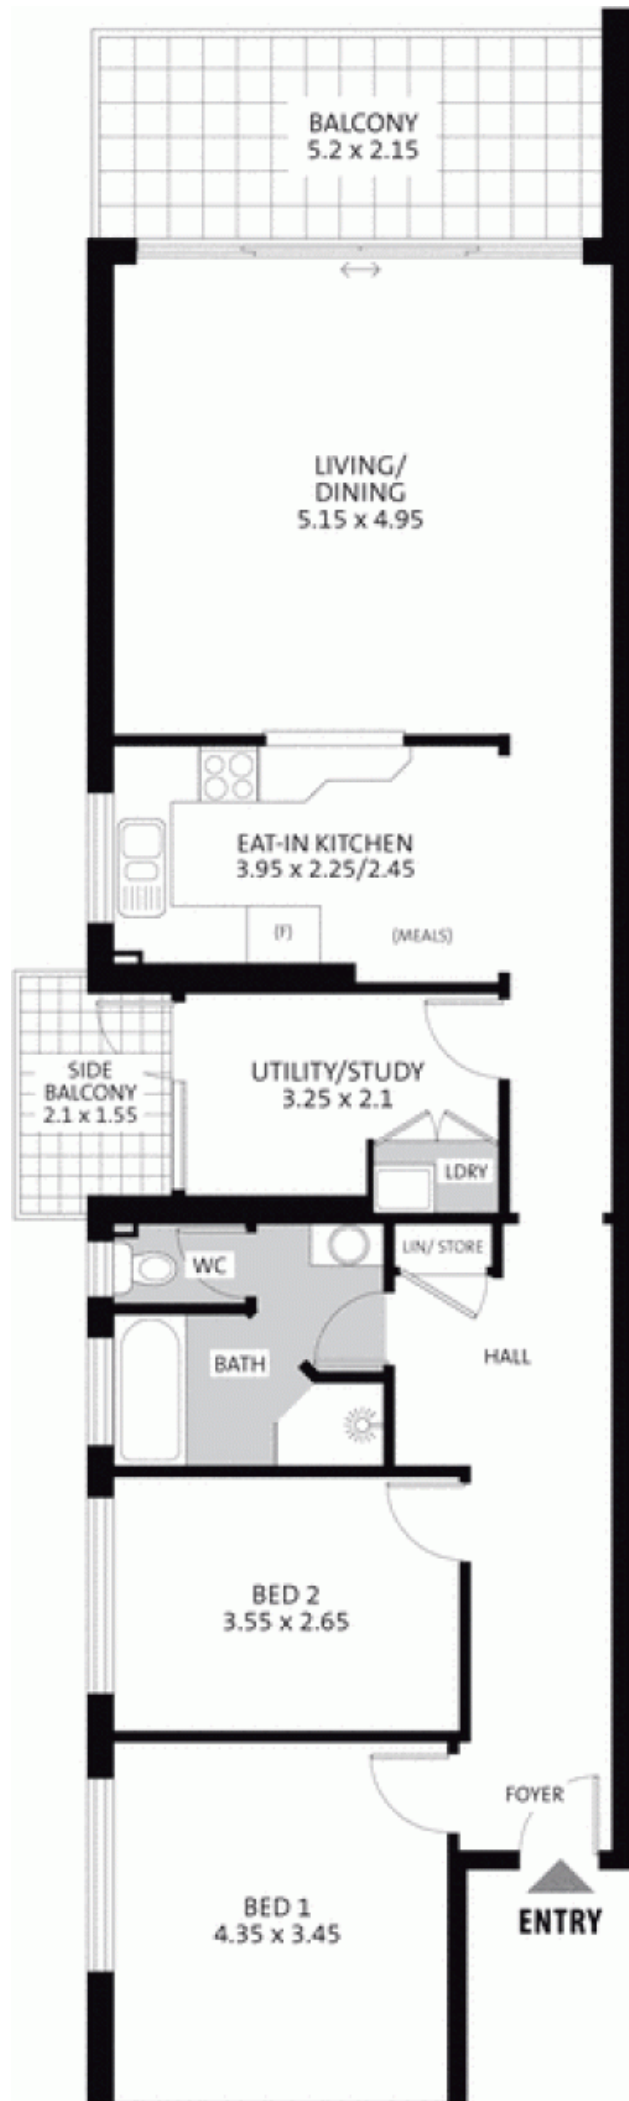 BALCONY
5.2 x 2.15
LIVING/
DINING
5.15 x 4.95
EAT-IN KITCHEN
3.95 x 2.25/2.45
(F)
(MEALS)
SIDE
BALCONY
2.1 x 1.55
UTILITY/STUDY
3.25 x 2.1
LDRY
WC
LIN/ STORE
BATH
HALL
BED 2
3.55 x 2.65
FOYER
BED 1
4.35 x 3.45
ENTRY